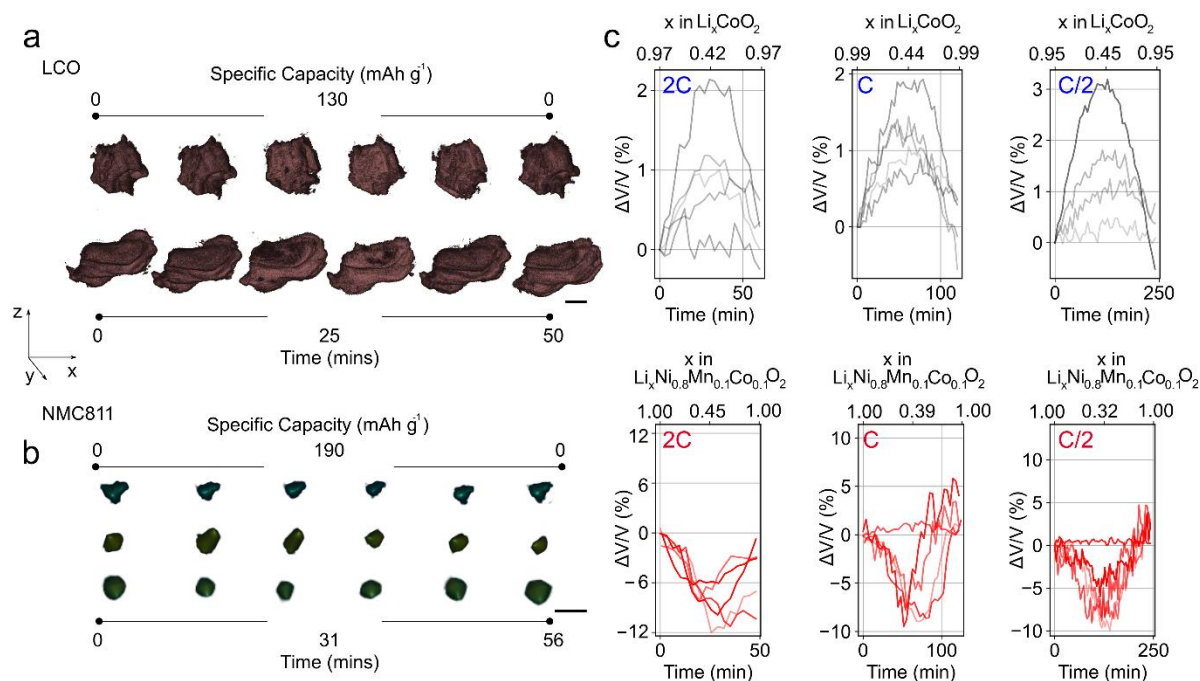 a
LCO
Specific Capacity (mAh g⁻¹)
0 130 0
0 25 50
Time (mins)
z
y x
b
NMC811
Specific Capacity (mAh g⁻¹)
0 190 0
0 31 56
Time (mins)
c
x in LiₓCoO₂
0.97 0.42 0.97
2C
ΔV/V (%)
2
1
0
0 50
Time (min)
x in LiₓCoO₂
0.99 0.44 0.99
C
ΔV/V (%)
2
1
0
0 100
Time (min)
x in LiₓCoO₂
0.95 0.45 0.95
C/2
ΔV/V (%)
3
2
1
0
0 250
Time (min)
x in
LiₓNi₀.₈Mn₀.₁Co₀.₁O₂
1.00 0.45 1.00
2C
ΔV/V (%)
12
6
0
−6
−12
0 50
Time (min)
x in
LiₓNi₀.₈Mn₀.₁Co₀.₁O₂
1.00 0.39 1.00
C
ΔV/V (%)
10
5
0
−5
−10
0 100
Time (min)
x in
LiₓNi₀.₈Mn₀.₁Co₀.₁O₂
1.00 0.32 1.00
C/2
ΔV/V (%)
10
5
0
−5
−10
0 250
Time (min)